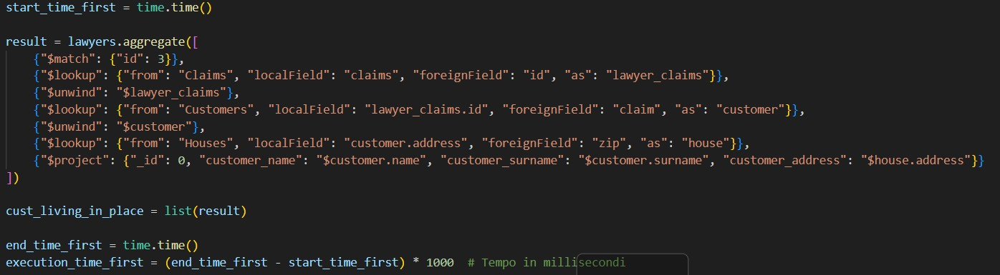 start_time_first = time.time()
result = lawyers.aggregate([
{"$match": {"id": 3}},
{"$lookup": {"from": "Claims", "localField": "claims", "foreignField": "id", "as": "lawyer_claims"}},
{"$unwind": "$lawyer_claims"},
{"$lookup": {"from": "Customers", "localField": "lawyer_claims.id", "foreignField": "claim", "as": "customer"}},
{"$unwind": "$customer"},
{"$lookup": {"from": "Houses", "localField": "customer.address", "foreignField": "zip", "as": "house"}},
{"$project": {"_id": 0, "customer_name": "$customer.name", "customer_surname": "$customer.surname", "customer_address": "$house.address"}}
])
cust_living_in_place = list(result)
end_time_first = time.time()
execution_time_first = (end_time_first - start_time_first) * 1000  # Tempo in millisecondi